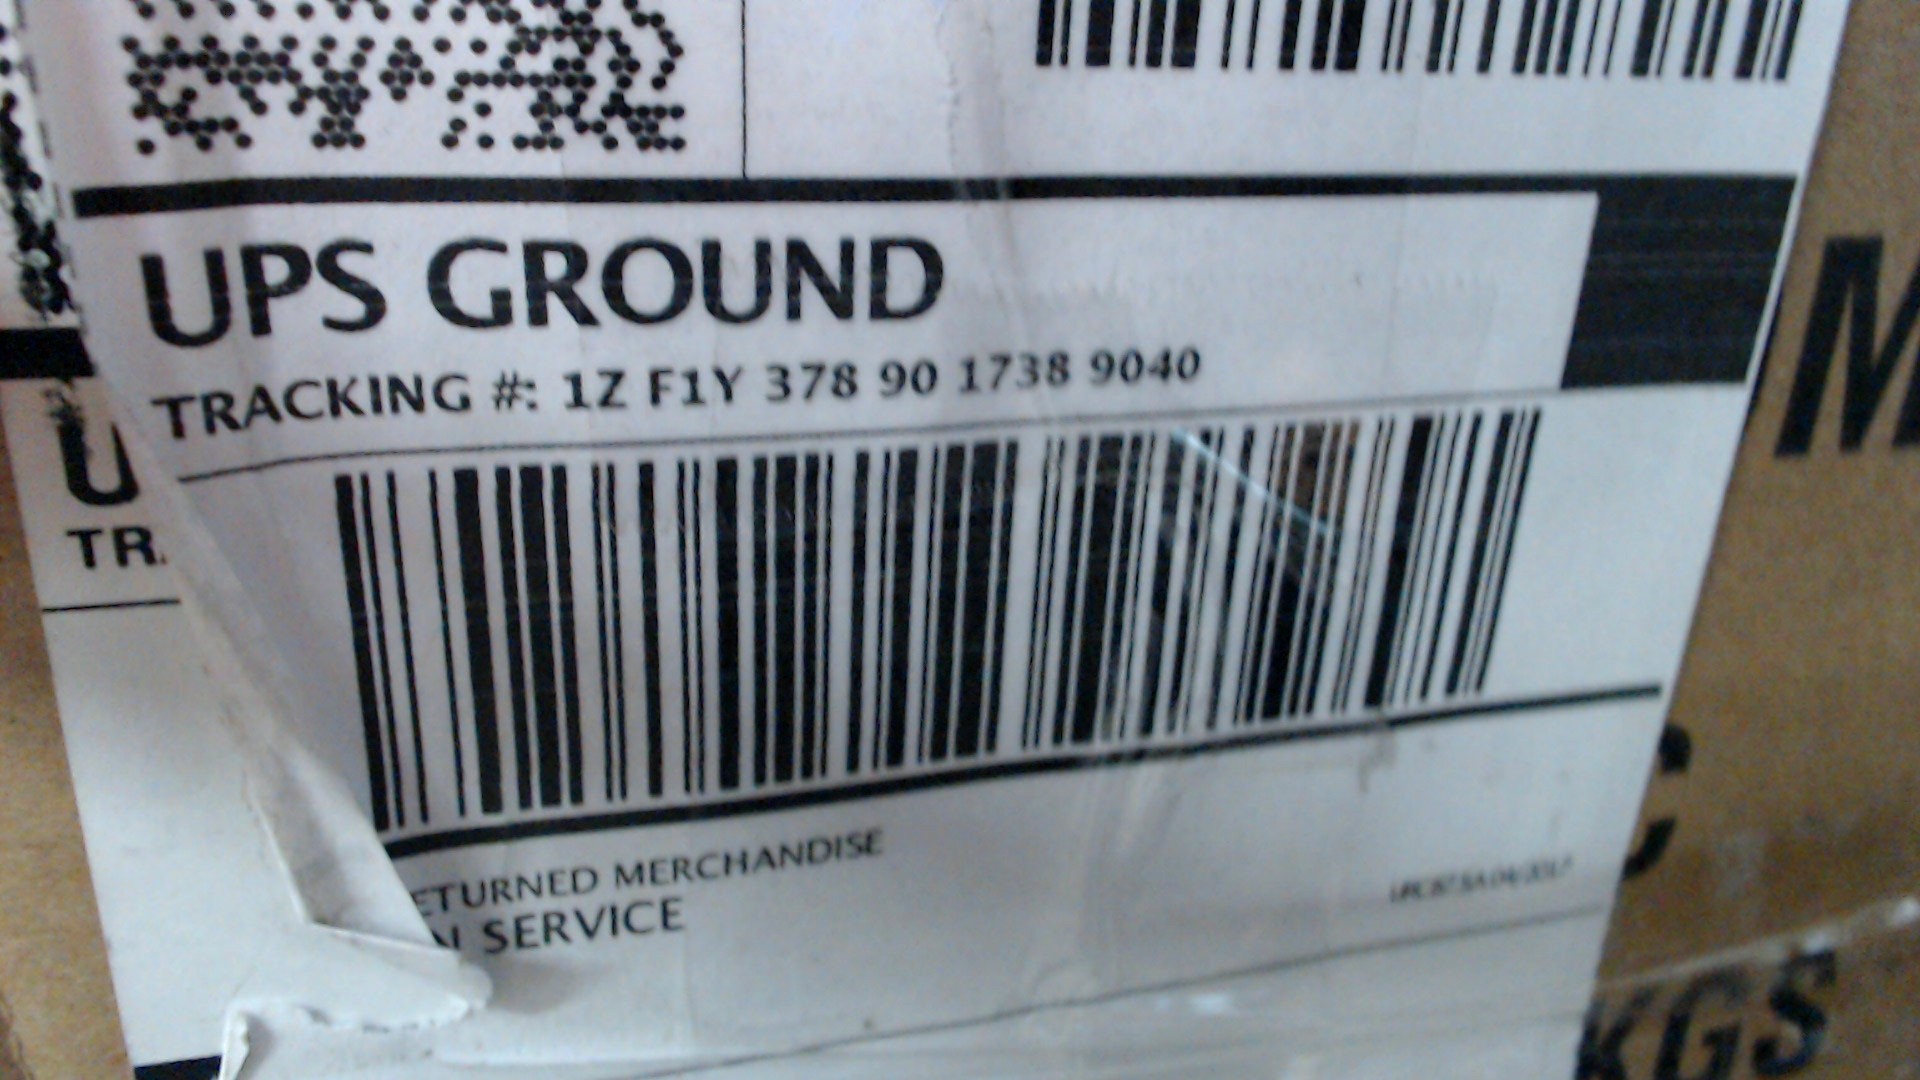 UPS GROUND
TRACKING #: 1Z F1Y 378 90 1738 9040
U
TR
ETURNED MERCHANDISE
N SERVICE
M
C
KGS